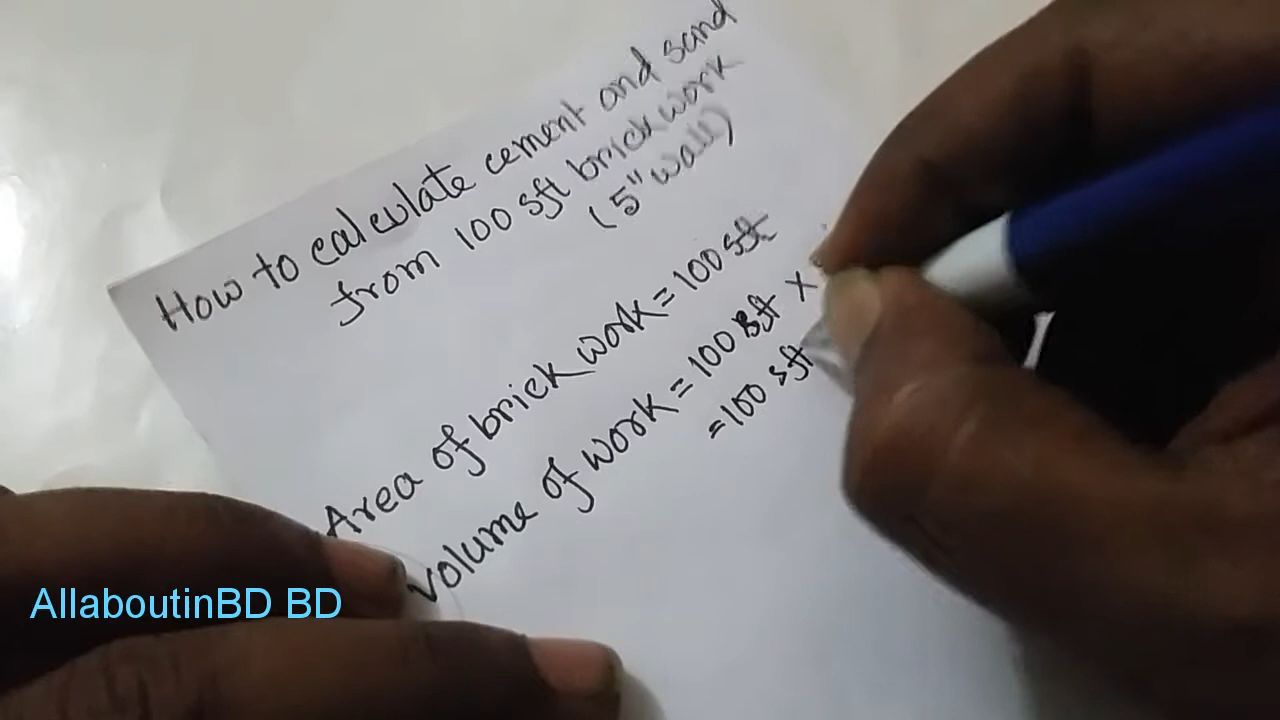 How to calculate cement and sand
from 100 sft brick work
(5" wall)
Area of brick work = 100 sft
volume of work = 100 sft ×
= 100 sft
AllaboutinBD BD